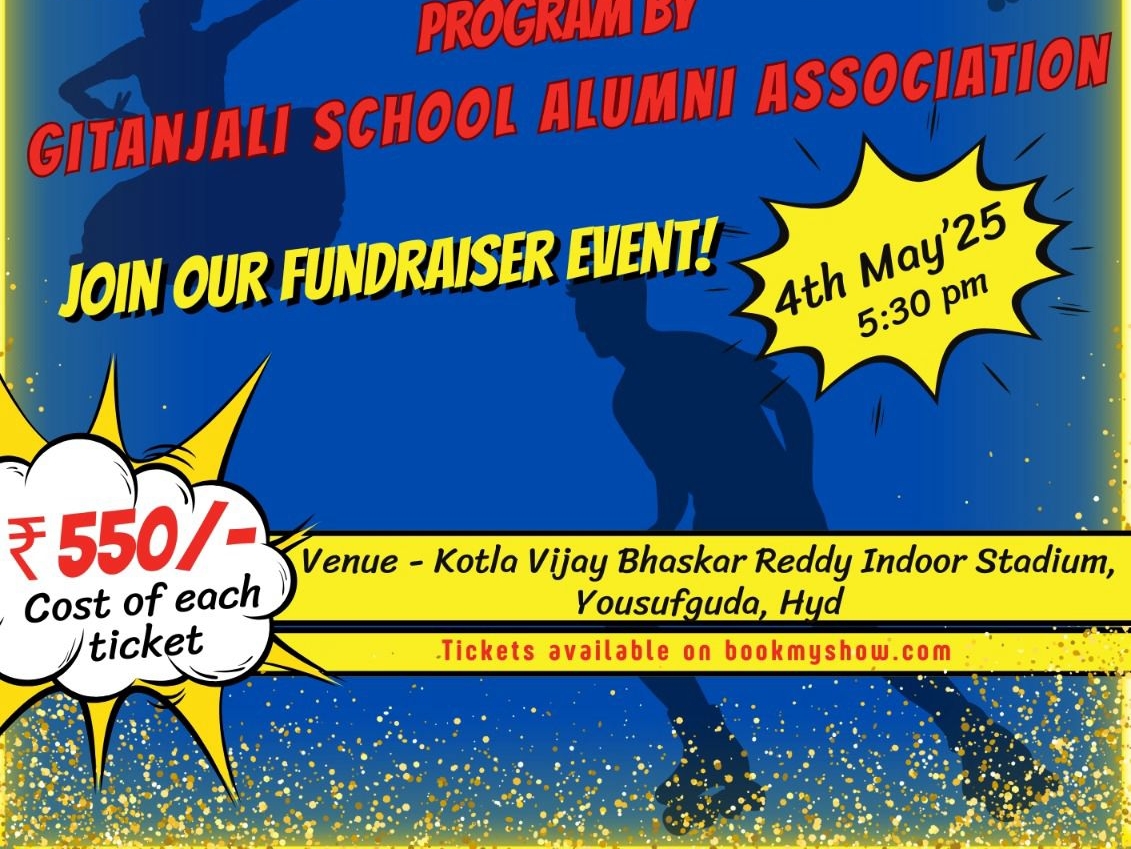 PROGRAM BY
GITANJALI SCHOOL ALUMNI ASSOCIATION
JOIN OUR FUNDRAISER EVENT!
4th May'25
5:30 pm
₹ 550/-
Cost of each
ticket
Venue - Kotla Vijay Bhaskar Reddy Indoor Stadium,
Yousufguda, Hyd
Tickets available on bookmyshow.com